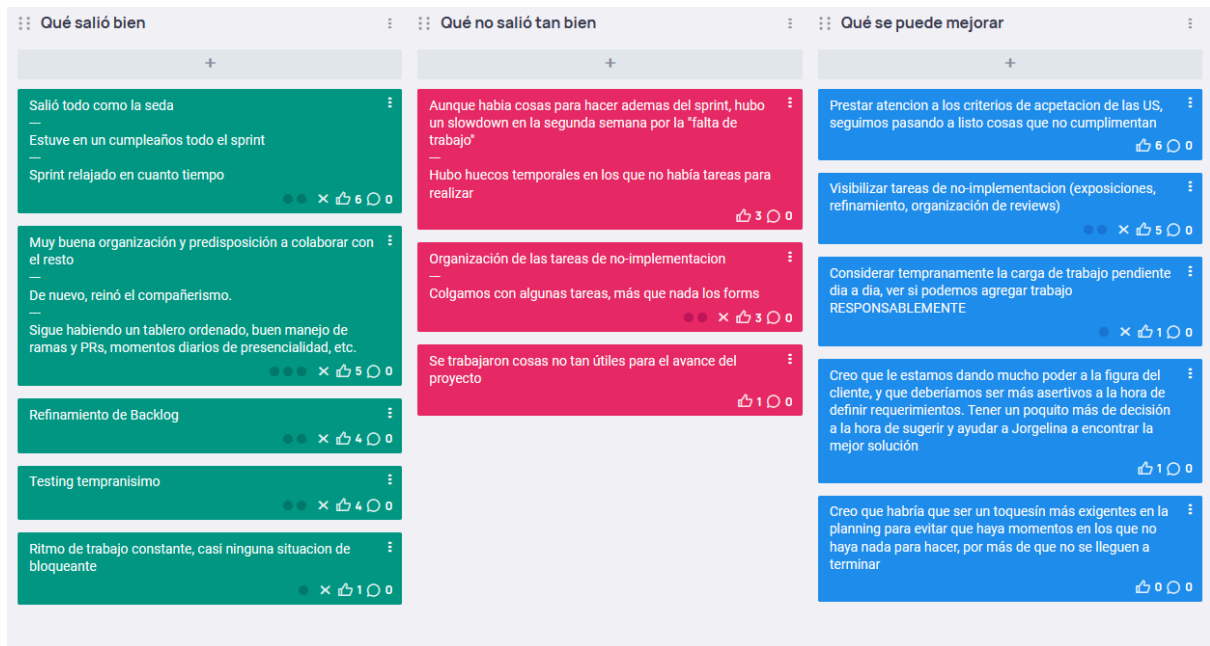 Qué salió bien
+
Salió todo como la seda
—
Estuve en un cumpleaños todo el sprint
—
Sprint relajado en cuanto tiempo
6 0
Muy buena organización y predisposición a colaborar con
el resto
—
De nuevo, reinó el compañerismo.
—
Sigue habiendo un tablero ordenado, buen manejo de
ramas y PRs, momentos diarios de presencialidad, etc.
5 0
Refinamiento de Backlog
4 0
Testing tempranisimo
4 0
Ritmo de trabajo constante, casi ninguna situacion de
bloqueante
1 0
Qué no salió tan bien
+
Aunque habia cosas para hacer ademas del sprint, hubo
un slowdown en la segunda semana por la "falta de
trabajo"
—
Hubo huecos temporales en los que no había tareas para
realizar
3 0
Organización de las tareas de no-implementacion
—
Colgamos con algunas tareas, más que nada los forms
3 0
Se trabajaron cosas no tan útiles para el avance del
proyecto
1 0
Qué se puede mejorar
+
Prestar atencion a los criterios de acpetacion de las US,
seguimos pasando a listo cosas que no cumplimentan
6 0
Visibilizar tareas de no-implementacion (exposiciones,
refinamiento, organización de reviews)
5 0
Considerar tempranamente la carga de trabajo pendiente
dia a dia, ver si podemos agregar trabajo
RESPONSABLEMENTE
1 0
Creo que le estamos dando mucho poder a la figura del
cliente, y que deberíamos ser más asertivos a la hora de
definir requerimientos. Tener un poquito más de decisión
a la hora de sugerir y ayudar a Jorgelina a encontrar la
mejor solución
1 0
Creo que habría que ser un toquesín más exigentes en la
planning para evitar que haya momentos en los que no
haya nada para hacer, por más de que no se lleguen a
terminar
0 0